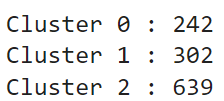 Cluster 0 : 242
Cluster 1 : 302
Cluster 2 : 639